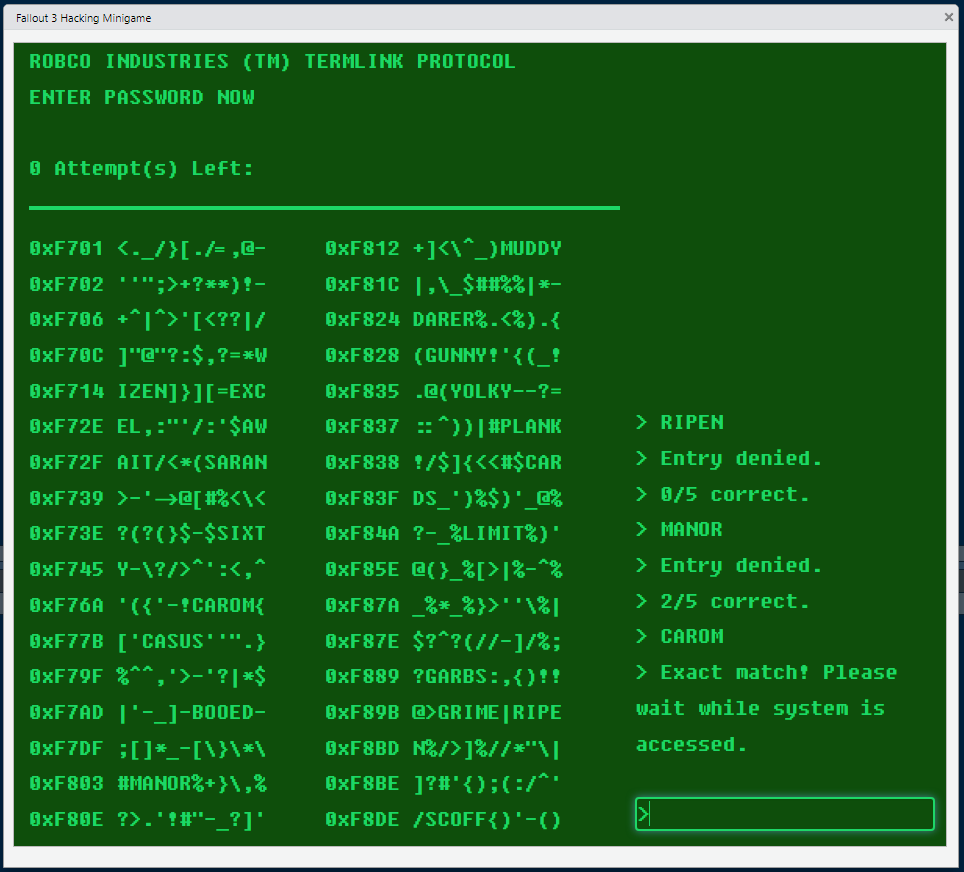 Fallout 3 Hacking Minigame
ROBCO INDUSTRIES (TM) TERMLINK PROTOCOL
ENTER PASSWORD NOW
0 Attempt(s) Left:
0xF701 <._/}[./=,@-
0xF702 ''";>+?**)!-
0xF706 +^|^>'[<??|/
0xF70C ]"@"?:$,?=*W
0xF714 IZEN]}][=EXC
0xF72E EL,:"'/:'$AW
0xF72F AIT/<*(SARAN
0xF739 >-'->@[#%<\<
0xF73E ?(?(}$-$SIXT
0xF745 Y-\?/>^':<,^
0xF76A '({'-!CAROM{
0xF77B ['CASUS''".}
0xF79F %^^,'>-'?|*$
0xF7AD |'-_]-BOOED-
0xF7DF ;[]*_-[\}\*\
0xF803 #MANOR%+}\,%
0xF80E ?>.'!#"-_?]'
0xF812 +]<\^_)MUDDY
0xF81C |,\_$##%%|*-
0xF824 DARER%.<%).{
0xF828 (GUNNY!'{(_!
0xF835 .@(YOLKY--?=
0xF837 ::^))|#PLANK
0xF838 !/$]{<<#$CAR
0xF83F DS_')%$)'_@%
0xF84A ?-_%LIMIT%)'
0xF85E @(}_%[>|%-^%
0xF87A _%*_%}>''\%|
0xF87E $?^?(//-]/%;
0xF889 ?GARBS:,{)!!
0xF89B @>GRIME|RIPE
0xF8BD N%/>]%//*"\|
0xF8BE ]?#'{);(:/^'
0xF8DE /SCOFF{)'-()
> RIPEN
> Entry denied.
> 0/5 correct.
> MANOR
> Entry denied.
> 2/5 correct.
> CAROM
> Exact match! Please
wait while system is
accessed.
>